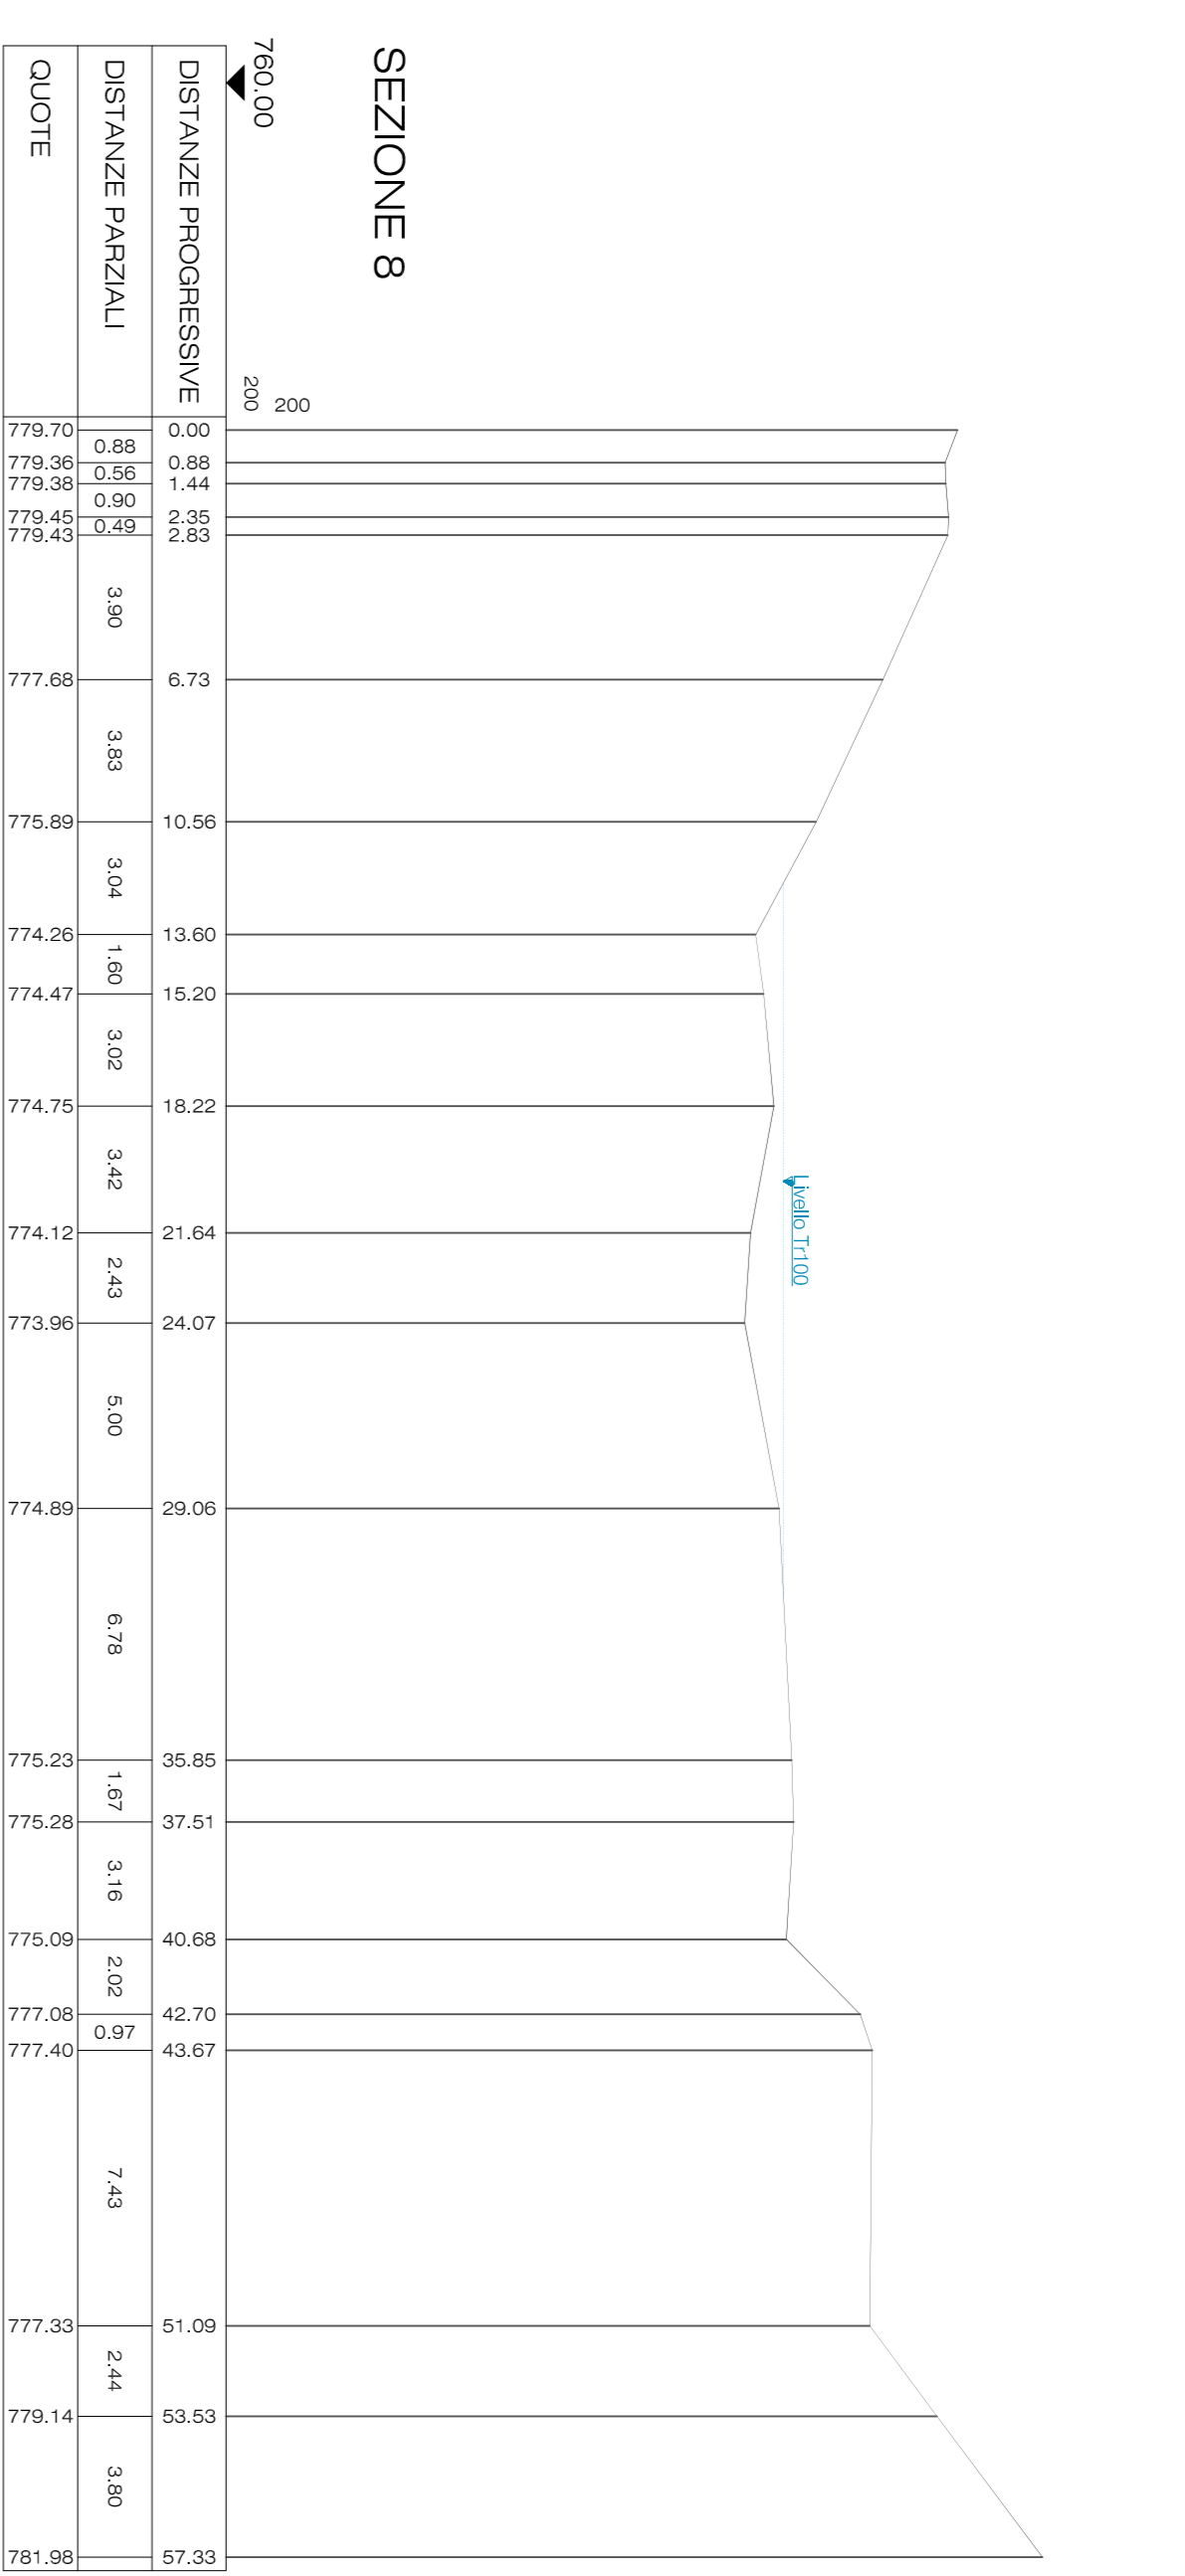 SEZIONE 8
760.00
200
200
Livello Tr100
DISTANZE PROGRESSIVE 0.00 0.88 1.44 2.35 2.83 6.73 10.56 13.60 15.20 18.22 21.64 24.07 29.06 35.85 37.51 40.68 42.70 43.67 51.09 53.53 57.33
DISTANZE PARZIALI 0.88 0.56 0.90 0.49 3.90 3.83 3.04 1.60 3.02 3.42 2.43 5.00 6.78 1.67 3.16 2.02 0.97 7.43 2.44 3.80
QUOTE 779.70 779.36 779.38 779.45 779.43 777.68 775.89 774.26 774.47 774.75 774.12 773.96 774.89 775.23 775.28 775.09 777.08 777.40 777.33 779.14 781.98